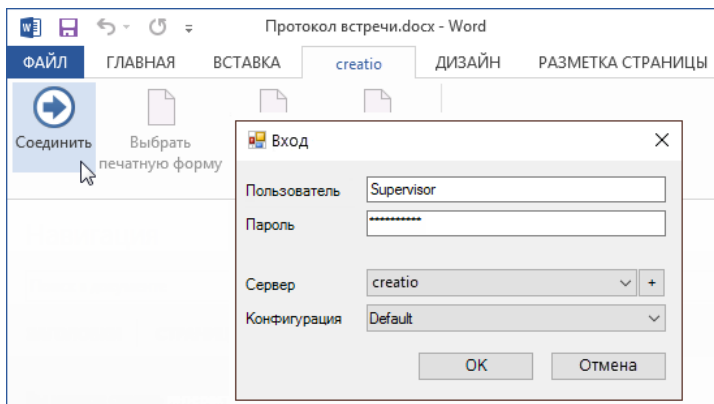 Протокол встречи.docx - Word
ФАЙЛ ГЛАВНАЯ ВСТАВКА creatio ДИЗАЙН РАЗМЕТКА СТРАНИЦЫ
Соединить
Выбрать
печатную форму
Вход
Пользователь Supervisor
Пароль **********
Сервер creatio +
Конфигурация Default
OK Отмена